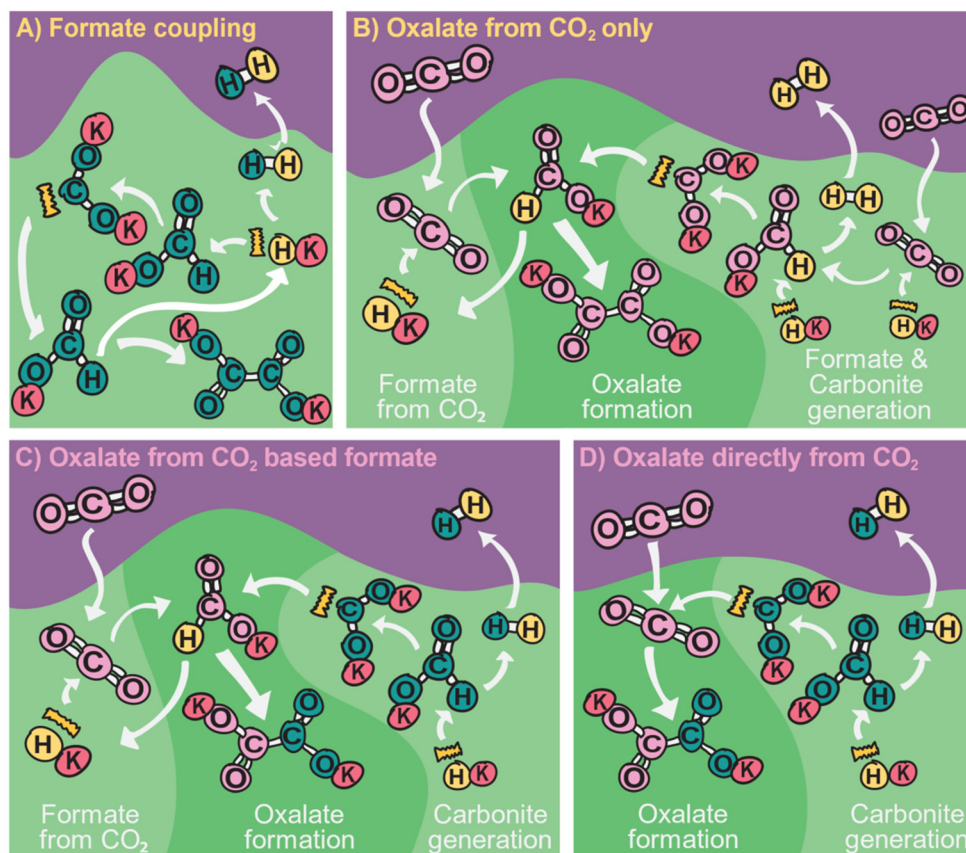 A) Formate coupling
H H
K
O
C
O
K
O
C
K O H
H H
H K
O
C
O H
K
K
O O
C C
O O K
B) Oxalate from CO₂ only
O C O
O
C
O
O
C
H O K
K O O
C C
O O K
H K
C O K
O
K
H H
O C O
H H
O
C
O H
K
O
C
O
H K
H K
Formate
from CO₂
Oxalate
formation
Formate &
Carbonite
generation
C) Oxalate from CO₂ based formate
O C O
O
C
O
H K
O
C
H O K
K O O
C C
O O K
C O K
O
K
O
C
O H
K
H H
H H
H K
Formate
from CO₂
Oxalate
formation
Carbonite
generation
D) Oxalate directly from CO₂
O C O
O C O
K O O
C C
O O K
C O K
O
K
O
C
O H
K
H H
H H
H K
Oxalate
formation
Carbonite
generation